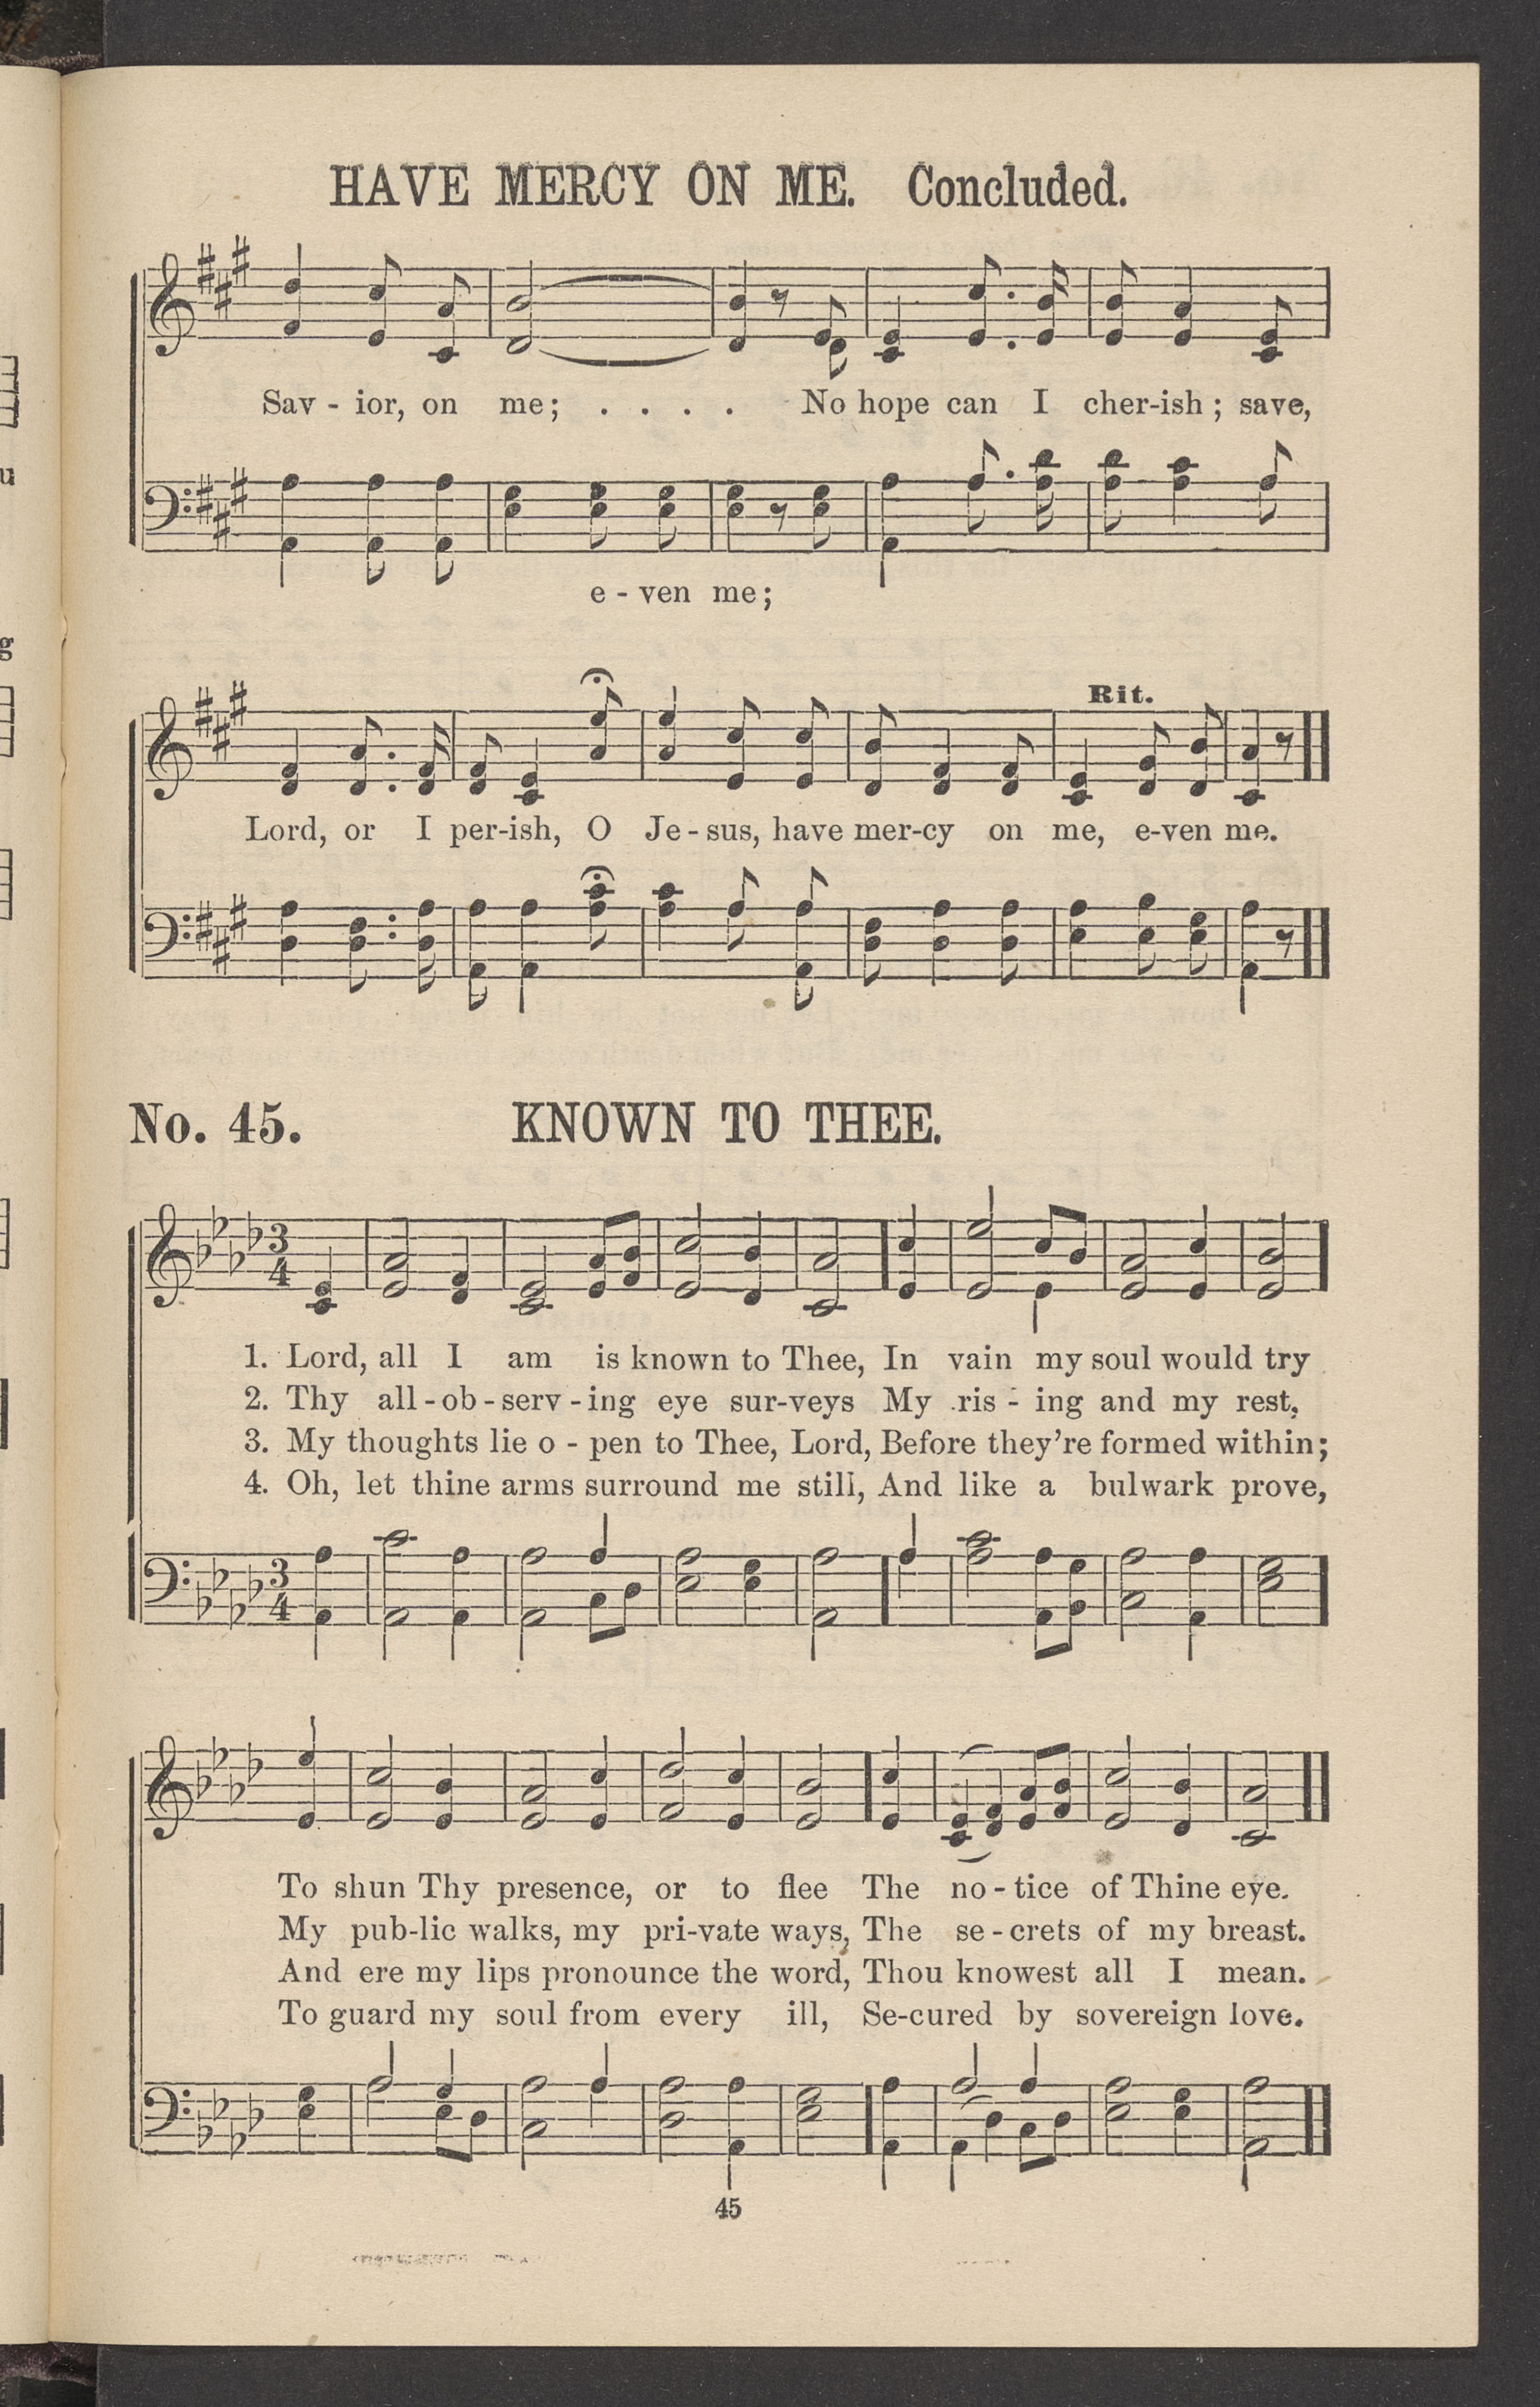 HAVE MERCY ON ME. Concluded.
Sav - ior, on me; . . . . No hope can I cher-ish; save,
e - ven me;
Rit.
Lord, or I per-ish, O Je - sus, have mer-cy on me, e-ven me.
No. 45. KNOWN TO THEE.
3/4
1. Lord, all I am is known to Thee, In vain my soul would try
2. Thy all - ob - serv - ing eye sur-veys My ris - ing and my rest,
3. My thoughts lie o - pen to Thee, Lord, Before they're formed within;
4. Oh, let thine arms surround me still, And like a bulwark prove,
3/4
To shun Thy presence, or to flee The no - tice of Thine eye.
My pub-lic walks, my pri-vate ways, The se - crets of my breast.
And ere my lips pronounce the word, Thou knowest all I mean.
To guard my soul from every ill, Se-cured by sovereign love.
45